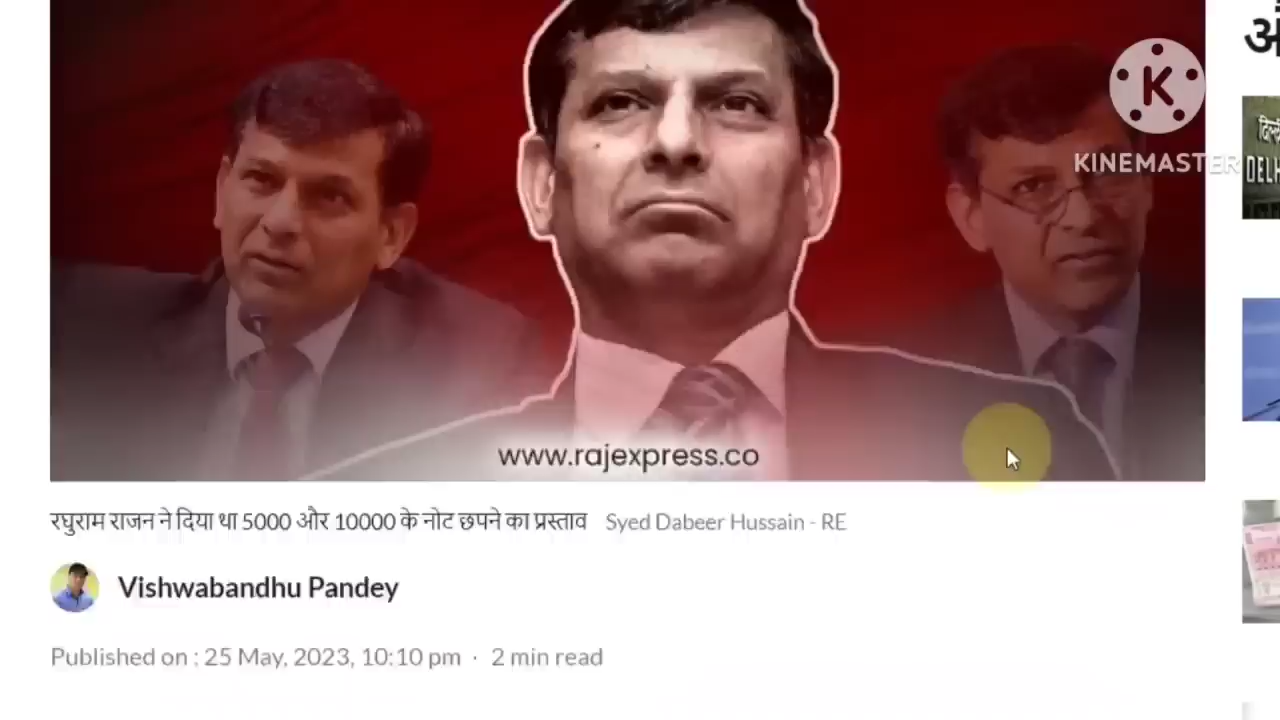 K
KINEMASTER
www.rajexpress.co
रघुराम राजन ने दिया था 5000 और 10000 के नोट छपने का प्रस्ताव Syed Dabeer Hussain - RE
Vishwabandhu Pandey
Published on : 25 May, 2023, 10:10 pm · 2 min read